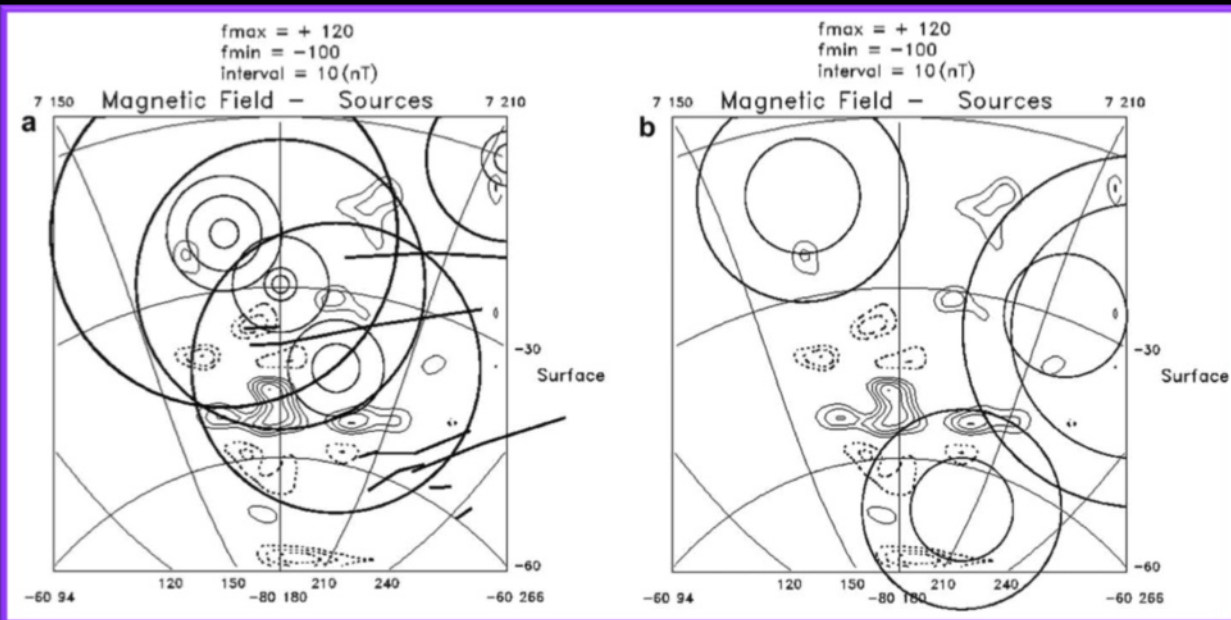 fmax = + 120
fmin = -100
interval = 10(nT)
7 150 Magnetic Field - Sources 7 210
a
-30
Surface
-60
120 150 210 240
-60 94 -80 180 -60 266
fmax = + 120
fmin = -100
interval = 10(nT)
7 150 Magnetic Field - Sources 7 210
b
-30
Surface
-60
120 150 210 240
-60 94 -80 180 -60 266